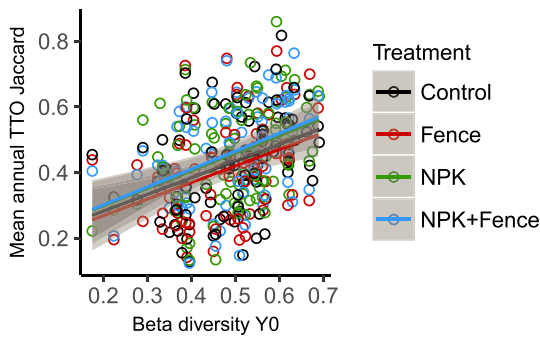 Mean annual TTO Jaccard
0.8
0.6
0.4
0.2
0.2 0.3 0.4 0.5 0.6 0.7
Beta diversity Y0
Treatment
Control
Fence
NPK
NPK+Fence